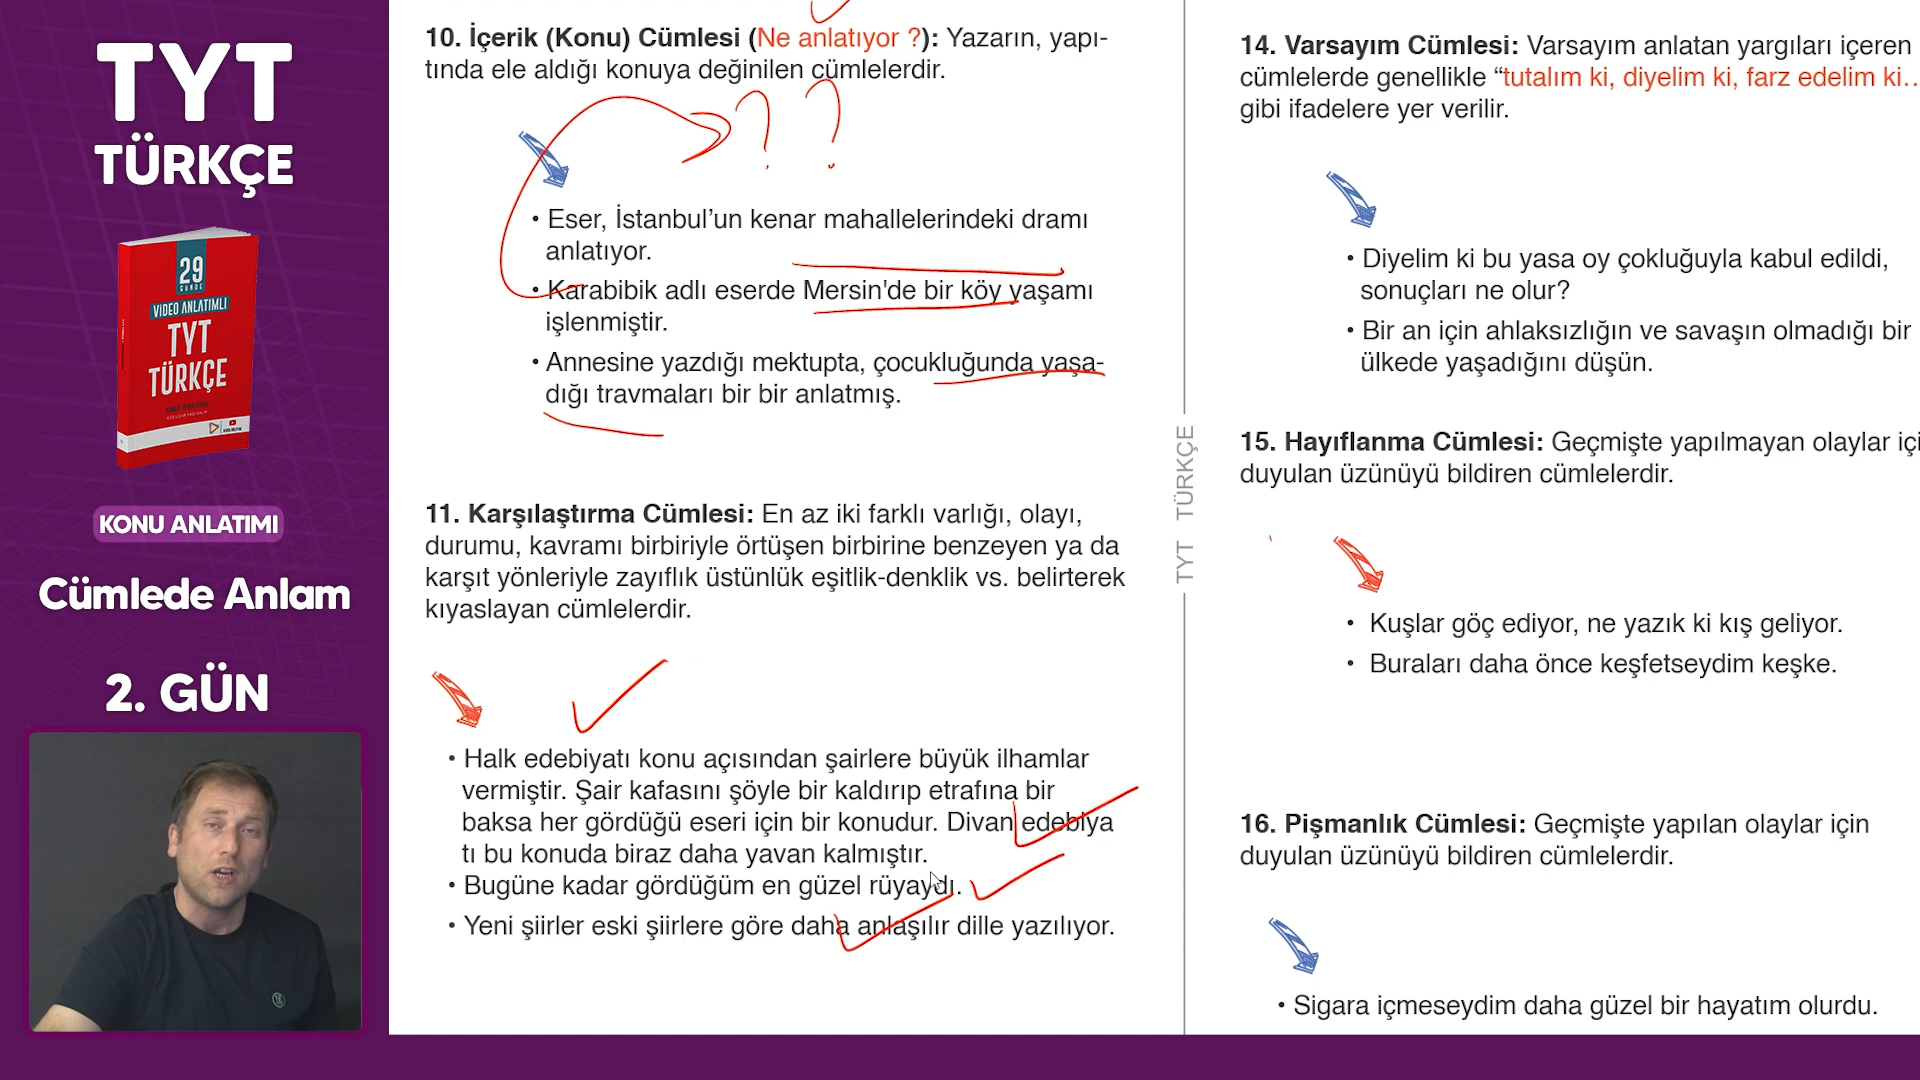 TYT
TÜRKÇE
29
GÜNDE
VİDEO ANLATIMLI
TYT
TÜRKÇE
KONU ANLATIMI
Cümlede Anlam
2. GÜN
10. İçerik (Konu) Cümlesi (Ne anlatıyor ?): Yazarın, yapı-
tında ele aldığı konuya değinilen cümlelerdir.
? ?
• Eser, İstanbul’un kenar mahallelerindeki dramı
anlatıyor.
• Karabibik adlı eserde Mersin'de bir köy yaşamı
işlenmiştir.
• Annesine yazdığı mektupta, çocukluğunda yaşa-
dığı travmaları bir bir anlatmış.
11. Karşılaştırma Cümlesi: En az iki farklı varlığı, olayı,
durumu, kavramı birbiriyle örtüşen birbirine benzeyen ya da
karşıt yönleriyle zayıflık üstünlük eşitlik-denklik vs. belirterek
kıyaslayan cümlelerdir.
• Halk edebiyatı konu açısından şairlere büyük ilhamlar
vermiştir. Şair kafasını şöyle bir kaldırıp etrafına bir
baksa her gördüğü eseri için bir konudur. Divan edebiya
tı bu konuda biraz daha yavan kalmıştır.
• Bugüne kadar gördüğüm en güzel rüyaydı.
• Yeni şiirler eski şiirlere göre daha anlaşılır dille yazılıyor.
TYT TÜRKÇE
14. Varsayım Cümlesi: Varsayım anlatan yargıları içeren
cümlelerde genellikle “tutalım ki, diyelim ki, farz edelim ki..
gibi ifadelere yer verilir.
• Diyelim ki bu yasa oy çokluğuyla kabul edildi,
sonuçları ne olur?
• Bir an için ahlaksızlığın ve savaşın olmadığı bir
ülkede yaşadığını düşün.
15. Hayıflanma Cümlesi: Geçmişte yapılmayan olaylar içi
duyulan üzünüyü bildiren cümlelerdir.
• Kuşlar göç ediyor, ne yazık ki kış geliyor.
• Buraları daha önce keşfetseydim keşke.
16. Pişmanlık Cümlesi: Geçmişte yapılan olaylar için
duyulan üzünüyü bildiren cümlelerdir.
• Sigara içmeseydim daha güzel bir hayatım olurdu.